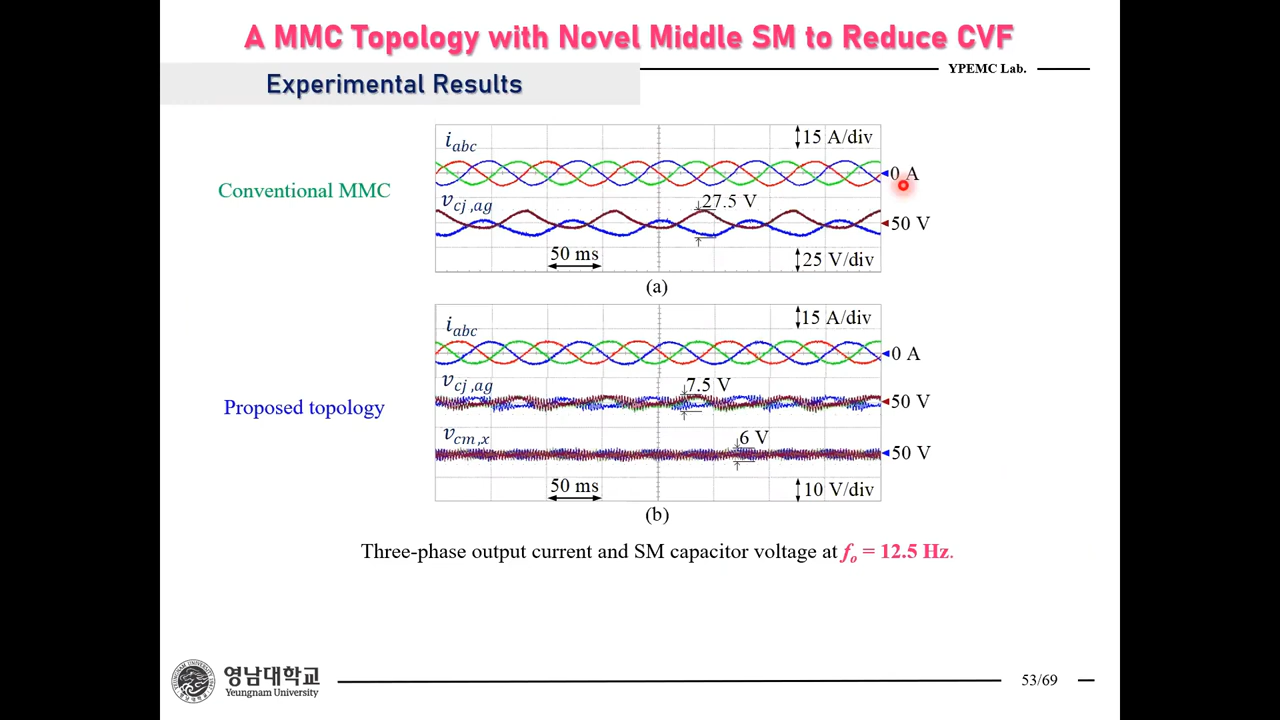 A MMC Topology with Novel Middle SM to Reduce CVF
YPEMC Lab.
Experimental Results
i_abc
15 A/div
0 A
Conventional MMC
v_cj,ag
27.5 V
50 V
50 ms
25 V/div
(a)
i_abc
15 A/div
0 A
v_cj,ag
7.5 V
50 V
Proposed topology
v_cm,x
6 V
50 V
50 ms
10 V/div
(b)
Three-phase output current and SM capacitor voltage at f_o = 12.5 Hz.
영남대학교
Yeungnam University
53/69